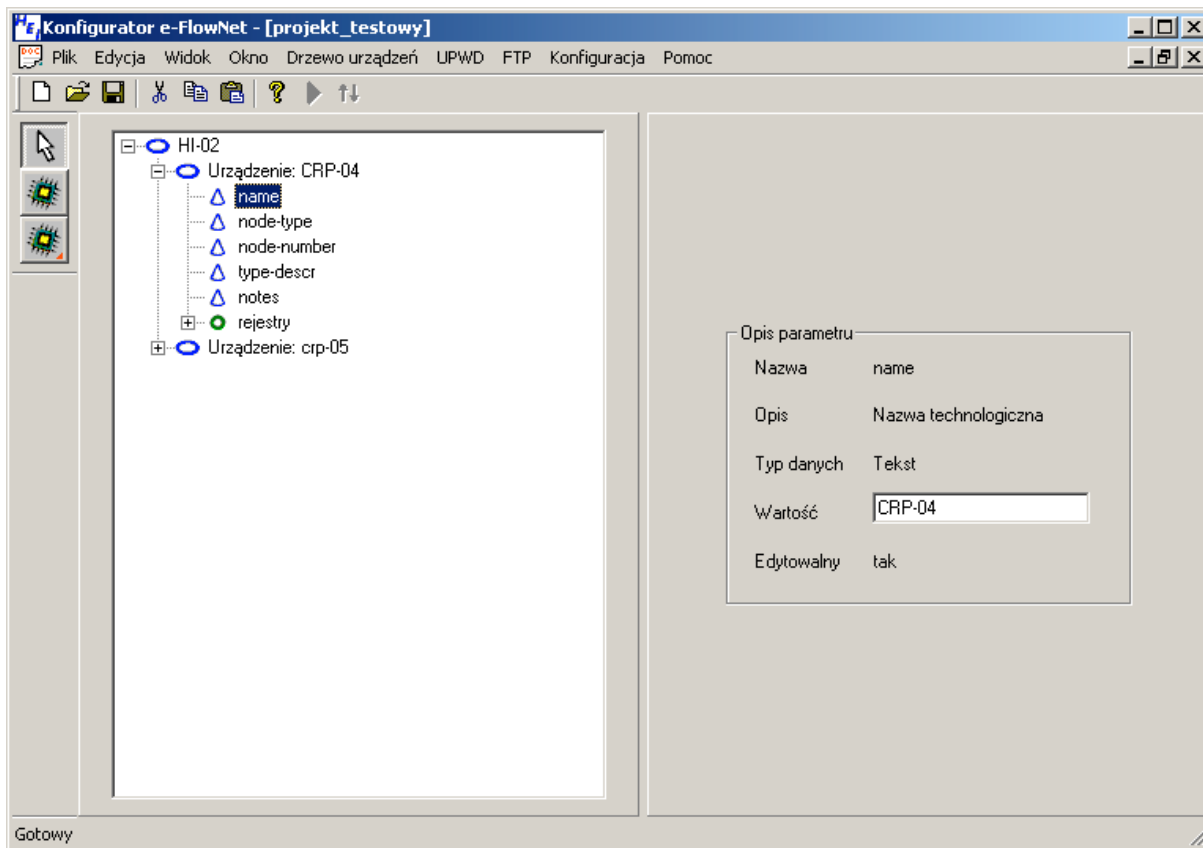 Konfigurator e-FlowNet - [projekt_testowy]
Plik Edycja Widok Okno Drzewo urządzeń UPWD FTP Konfiguracja Pomoc
HI-02
Urządzenie: CRP-04
name
node-type
node-number
type-descr
notes
rejestry
Urządzenie: crp-05
Opis parametru
Nazwa name
Opis Nazwa technologiczna
Typ danych Tekst
Wartość CRP-04
Edytowalny tak
Gotowy